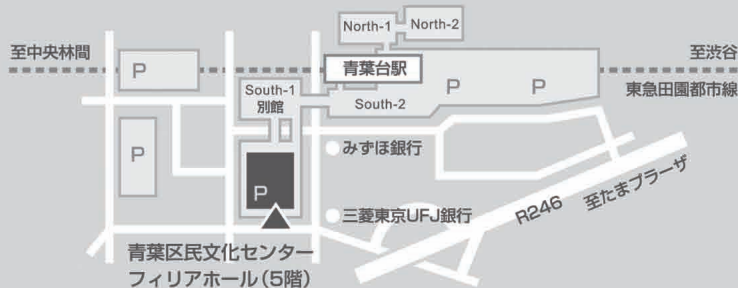 North-1
North-2
至中央林間
至渋谷
P
青葉台駅
South-1
別館
South-2
P
P
東急田園都市線
P
みずほ銀行
P
三菱東京UFJ銀行
R246
至たまプラーザ
青葉区民文化センター
フィリアホール(5階)